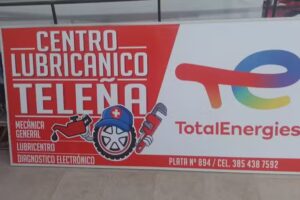 CENTRO
LUBRICANICO
TELEÑA
MECÁNICA
GENERAL
LUBRICENTRO
DIAGNOSTICO ELECTRÓNICO
TotalEnergies
PLATA Nº 894 / CEL. 385 438 7592